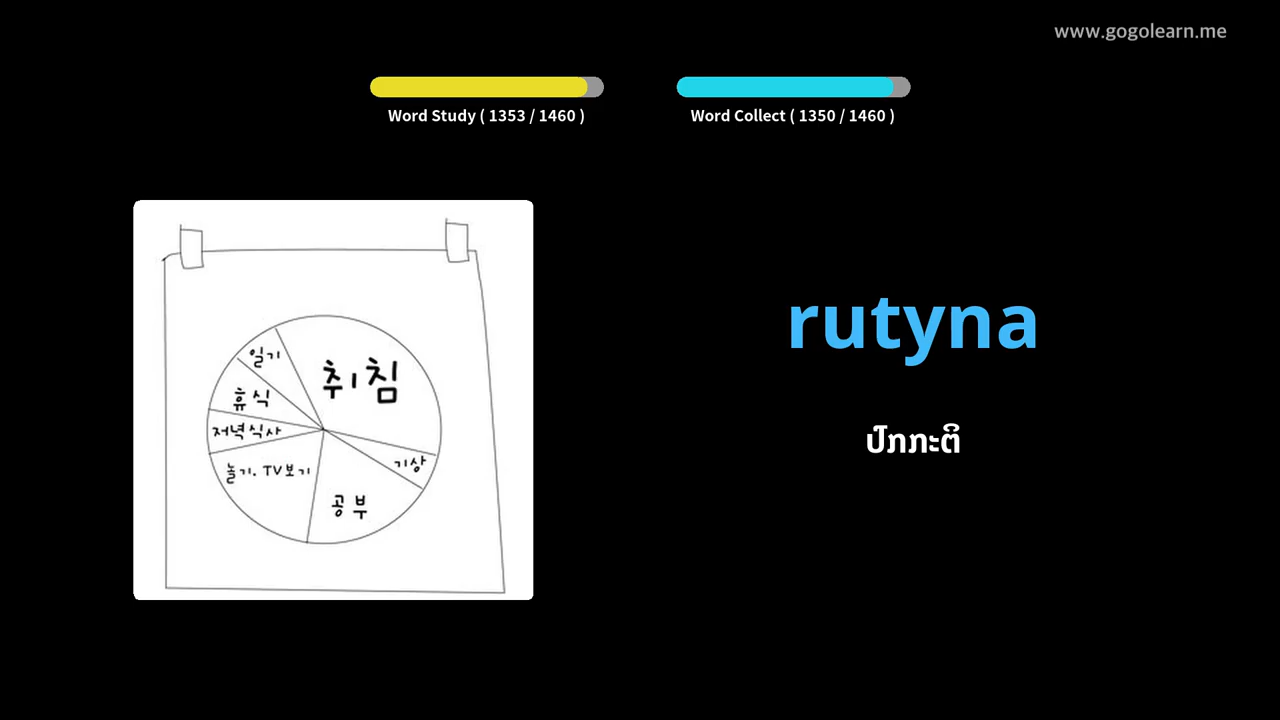 www.gogolearn.me
Word Study ( 1353 / 1460 )
Word Collect ( 1350 / 1460 )
일기
취침
휴식
저녁식사
기상
놀기. TV보기
공부
rutyna
ປົກກະຕິ